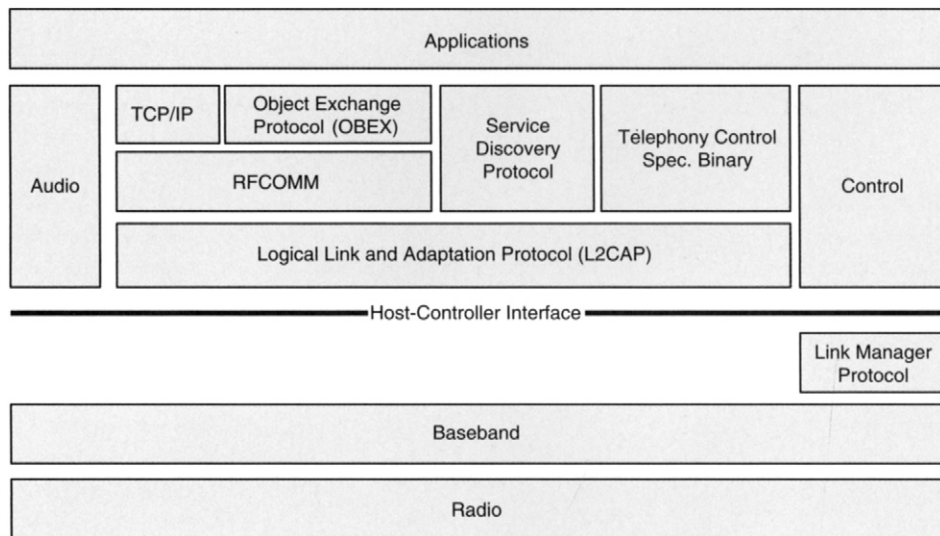 Applications
TCP/IP
Object Exchange
Protocol (OBEX)
Service
Discovery
Protocol
Telephony Control
Spec. Binary
Audio
RFCOMM
Control
Logical Link and Adaptation Protocol (L2CAP)
Host-Controller Interface
Link Manager
Protocol
Baseband
Radio